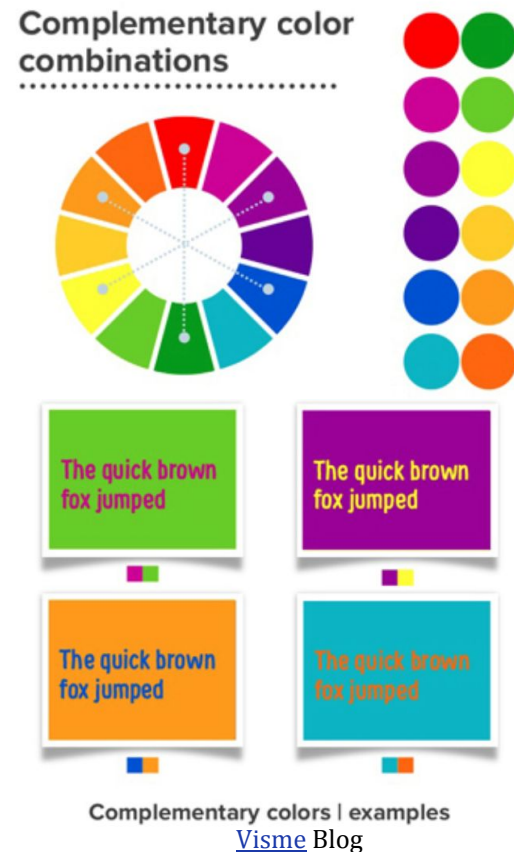 Complementary color
combinations
The quick brown
fox jumped
The quick brown
fox jumped
The quick brown
fox jumped
The quick brown
fox jumped
Complementary colors | examples
Visme Blog